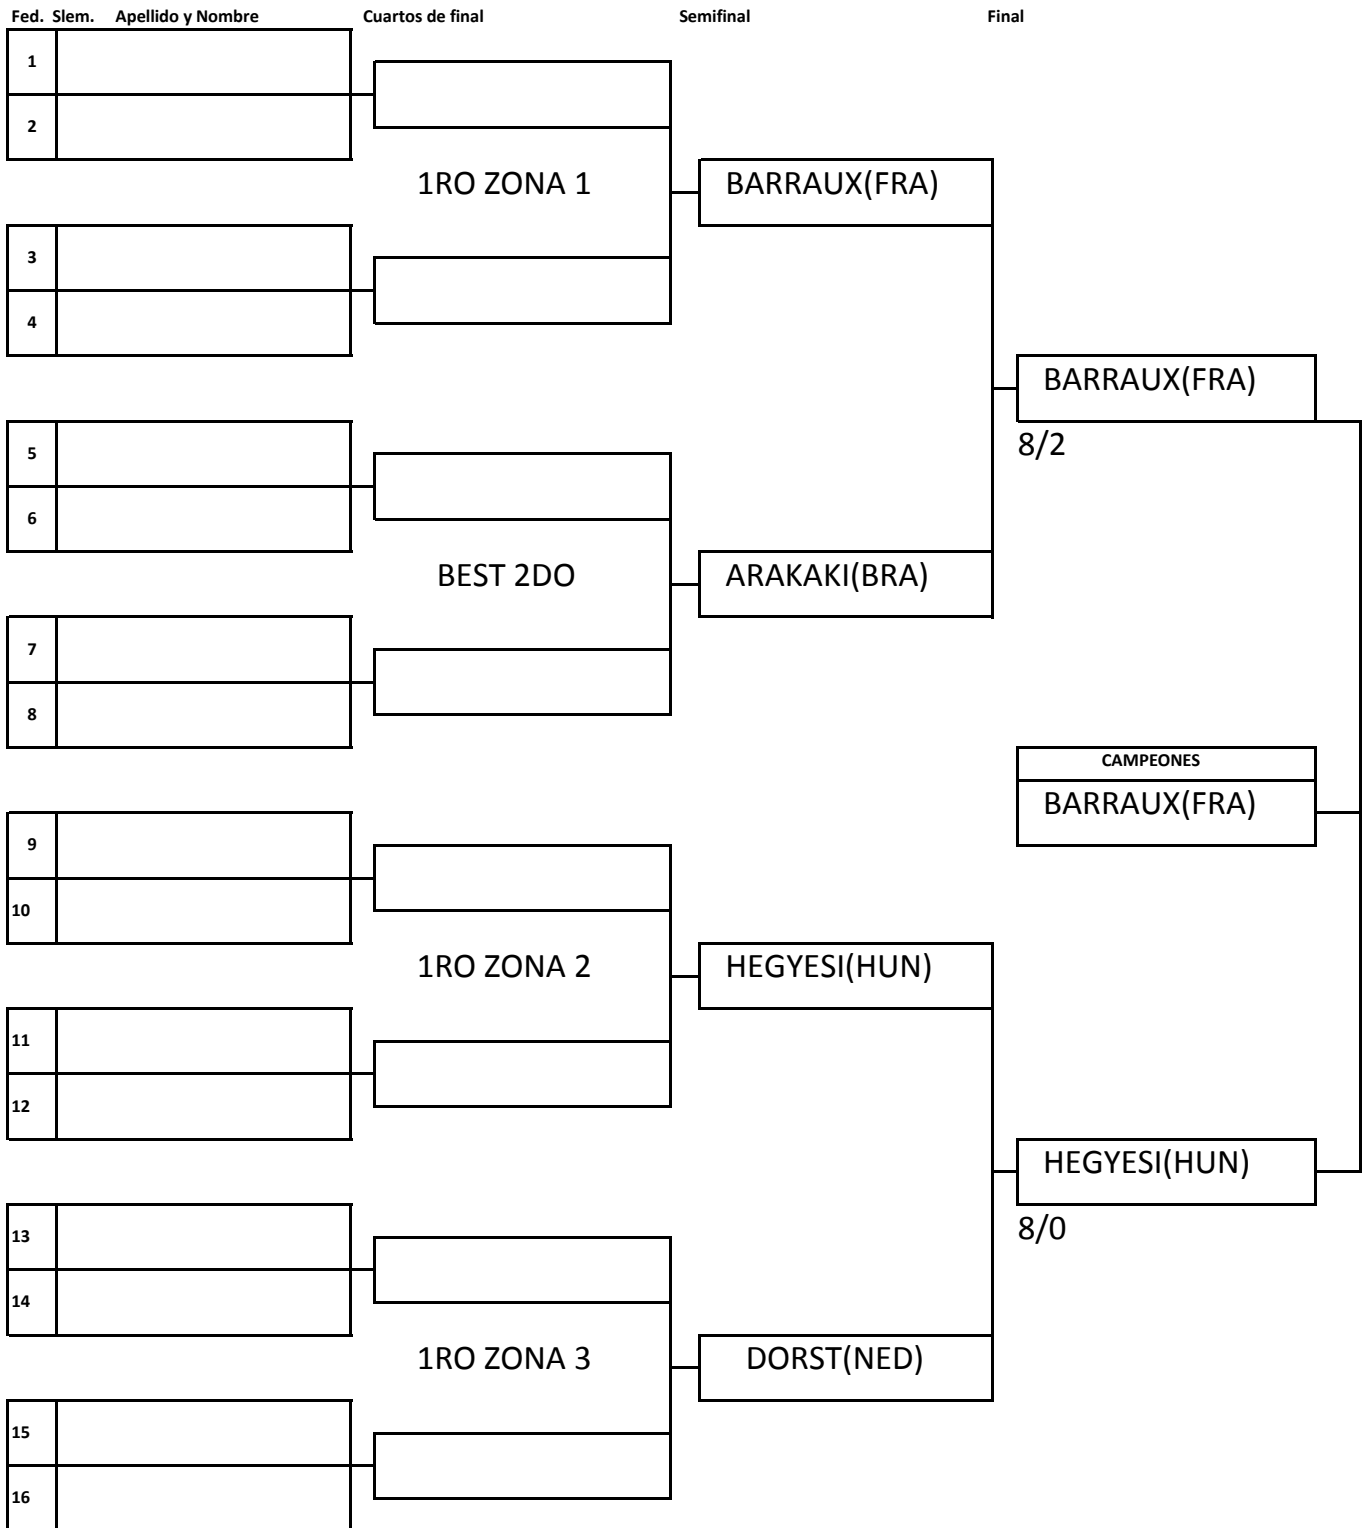 Fed. Slem. Apellido y Nombre Cuartos de final Semifinal Final
1
2
1RO ZONA 1 BARRAUX(FRA)
3
4
BARRAUX(FRA)
5 8/2
6
BEST 2DO ARAKAKI(BRA)
7
8
CAMPEONES
BARRAUX(FRA)
9
10
1RO ZONA 2 HEGYESI(HUN)
11
12
HEGYESI(HUN)
13 8/0
14
1RO ZONA 3 DORST(NED)
15
16